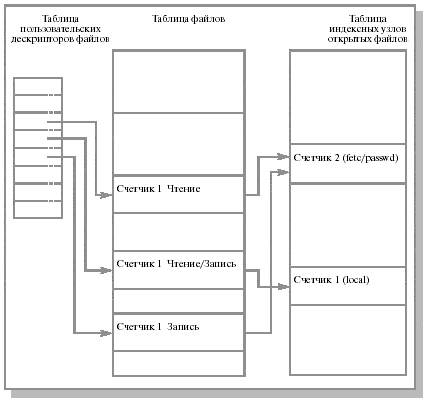 Таблица
пользовательских
дескрипторов файлов
Таблица файлов
Таблица
индексных узлов
открытых файлов
Счетчик 2 (fetc/passwd)
Счетчик 1 Чтение
Счетчик 1 Чтение/Запись
Счетчик 1 (local)
Счетчик 1 Запись